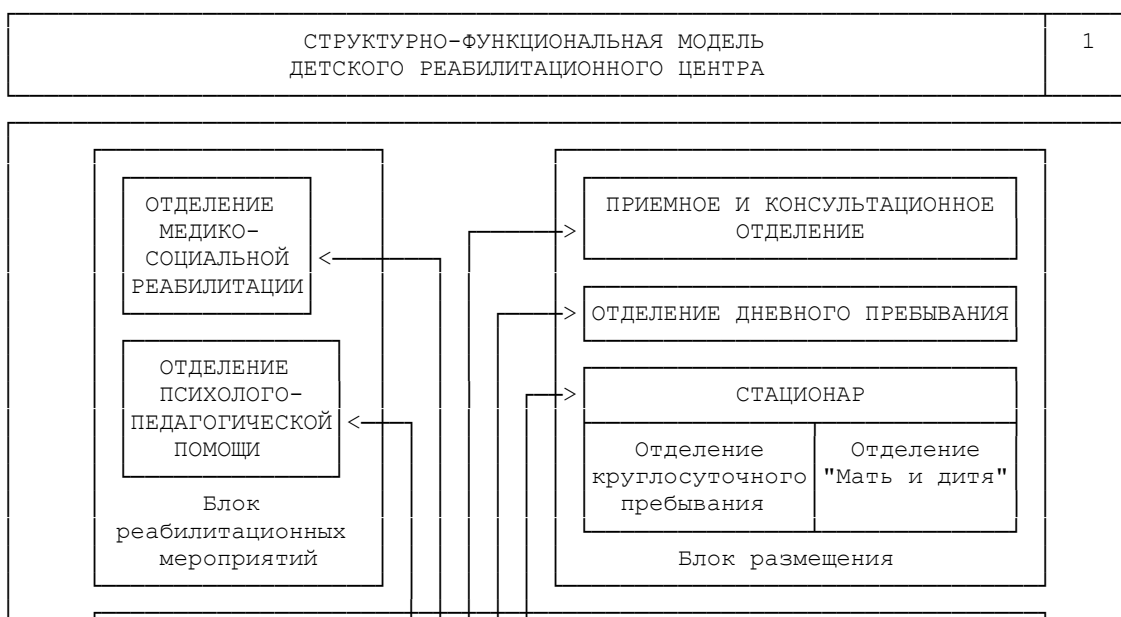 СТРУКТУРНО-ФУНКЦИОНАЛЬНАЯ МОДЕЛЬ
ДЕТСКОГО РЕАБИЛИТАЦИОННОГО ЦЕНТРА
1
ОТДЕЛЕНИЕ
МЕДИКО-
СОЦИАЛЬНОЙ
РЕАБИЛИТАЦИИ
ОТДЕЛЕНИЕ
ПСИХОЛОГО-
ПЕДАГОГИЧЕСКОЙ
ПОМОЩИ
Блок
реабилитационных
мероприятий
ПРИЕМНОЕ И КОНСУЛЬТАЦИОННОЕ
ОТДЕЛЕНИЕ
ОТДЕЛЕНИЕ ДНЕВНОГО ПРЕБЫВАНИЯ
СТАЦИОНАР
Отделение
круглосуточного
пребывания
Отделение
"Мать и дитя"
Блок размещения